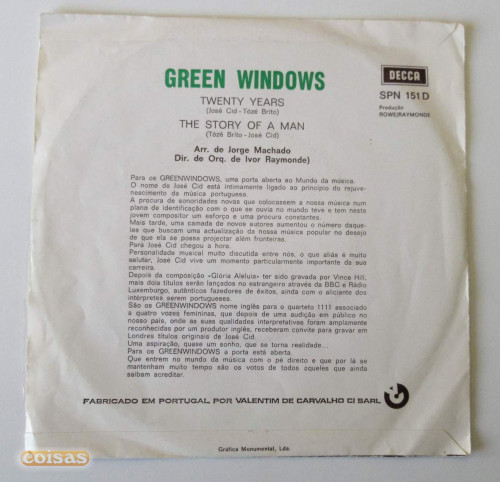 GREEN WINDOWS
DECCA
SPN 151 D
TWENTY YEARS
(José Cid - Tózé Brito)
Produção
ROWE/RAYMONDE
THE STORY OF A MAN
(Tózé Brito - José Cid)
Arr. de Jorge Machado
Dir. de Orq. de Ivor Raymonde)
Para os GREENWINDOWS, uma porta aberta ao Mundo da música.
O nome de José Cid está intimamente ligado ao princípio do rejuve-
nescimento da música portuguesa.
A procura de sonoridades novas que colocassem a nossa música num
plano de identificação com o que se ouvia no mundo teve e tem neste
jovem compositor um esforço e uma procura constantes.
Mais tarde, uma camada de novos autores aumentou o número daque-
las que buscam uma actualização da nossa música popular no desejo
de que ela se possa projectar além fronteiras.
Para José Cid chegou a hora.
Personalidade musical muito discutida entre nós, o que aliás é muito
salutar, José Cid vive um momento particularmente importante da sua
carreira.
Depois da composição «Glória Aleluia» ter sido gravada por Vince Hill,
mais dois títulos serão lançados no estrangeiro através da BBC e Rádio
Luxemburgo, autênticos fazedores de êxitos, ainda com o aliciante dos
intérpretes serem portugueses.
São os GREENWINDOWS nome inglês para o quarteto 1111 associado
a quatro vozes femininas, que depois de uma audição em público no
nosso país, onde as suas qualidades interpretativas foram amplamente
reconhecidas por um produtor inglês, receberam convite para gravar em
Londres títulos originais de José Cid.
Uma aspiração, quase um sonho, que se torna realidade...
Para os GREENWINDOWS a porta está aberta.
Que entrem no mundo da música com o pé direito e que por lá se
mantenham muito tempo são os votos de todos aqueles que ainda
saibam acreditar.
FABRICADO EM PORTUGAL POR VALENTIM DE CARVALHO CI SARL
Gráfica Monumental, Lda.
coisas